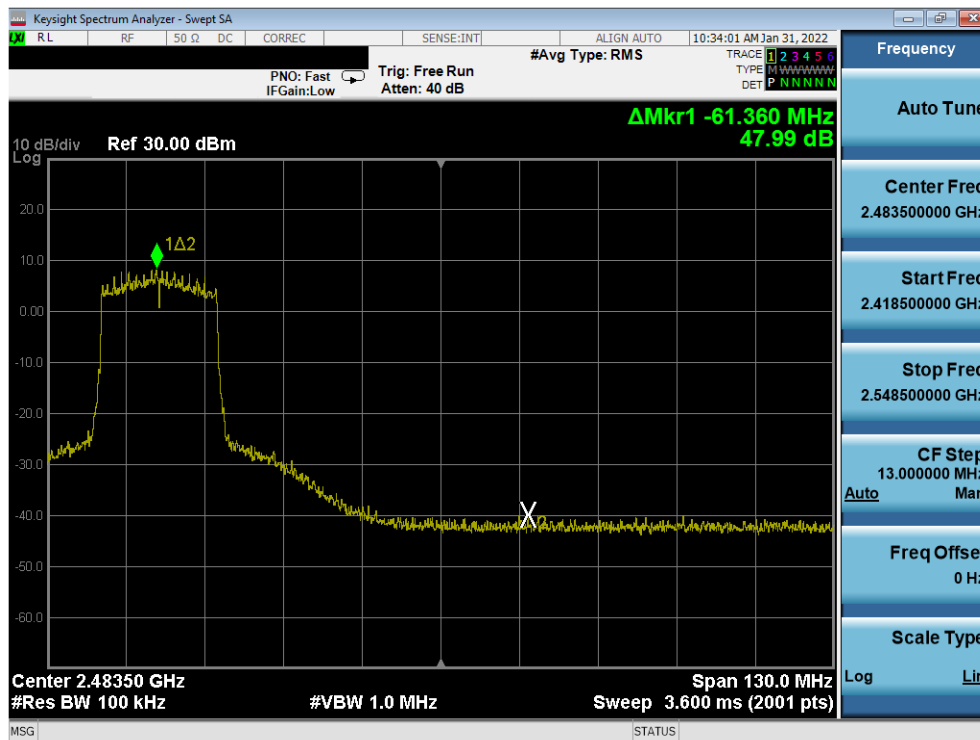 Keysight Spectrum Analyzer - Swept SA
LXI RL RF 50 Ω DC CORREC SENSE:INT ALIGN AUTO 10:34:01 AM Jan 31, 2022
PNO: Fast
IFGain:Low
Trig: Free Run
Atten: 40 dB
#Avg Type: RMS
TRACE 1 2 3 4 5 6
TYPE M WWWWW
DET P N N N N N
ΔMkr1 -61.360 MHz
47.99 dB
10 dB/div Ref 30.00 dBm
Log
1Δ2
20.0
10.0
0.00
-10.0
-20.0
-30.0
-40.0
-50.0
-60.0
X
Center 2.48350 GHz Span 130.0 MHz
#Res BW 100 kHz #VBW 1.0 MHz Sweep 3.600 ms (2001 pts)
MSG STATUS
Frequency
Auto Tune
Center Freq
2.483500000 GHz
Start Freq
2.418500000 GHz
Stop Freq
2.548500000 GHz
CF Step
13.000000 MHz
Auto Man
Freq Offset
0 Hz
Scale Type
Log Lin